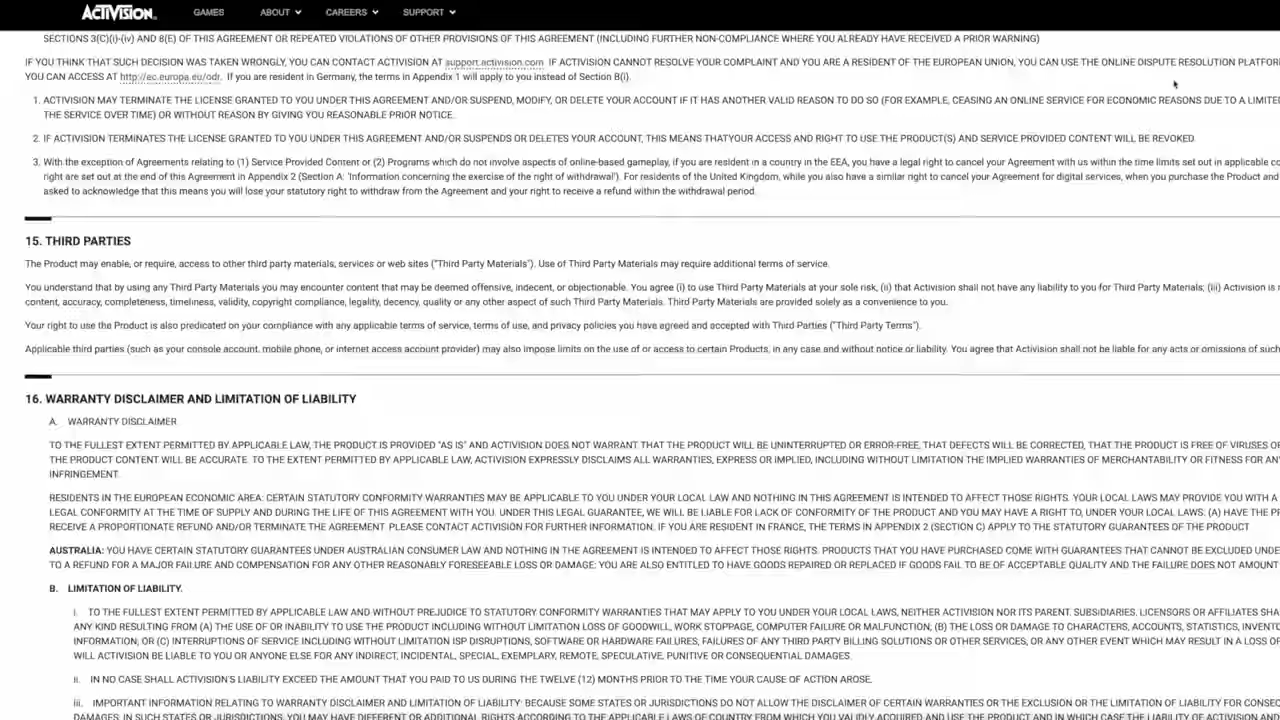 ACTIVISION. GAMES ABOUT CAREERS SUPPORT
SECTIONS 3(C)(i)-(iv) AND 8(E) OF THIS AGREEMENT OR REPEATED VIOLATIONS OF OTHER PROVISIONS OF THIS AGREEMENT (INCLUDING FURTHER NON-COMPLIANCE WHERE YOU ALREADY HAVE RECEIVED A PRIOR WARNING)
IF YOU THINK THAT SUCH DECISION WAS TAKEN WRONGLY, YOU CAN CONTACT ACTIVISION AT support.activision.com. IF ACTIVISION CANNOT RESOLVE YOUR COMPLAINT AND YOU ARE A RESIDENT OF THE EUROPEAN UNION, YOU CAN USE THE ONLINE DISPUTE RESOLUTION PLATFOR
YOU CAN ACCESS AT http://ec.europa.eu/odr. If you are resident in Germany, the terms in Appendix 1 will apply to you instead of Section 8(i).
1. ACTIVISION MAY TERMINATE THE LICENSE GRANTED TO YOU UNDER THIS AGREEMENT AND/OR SUSPEND, MODIFY, OR DELETE YOUR ACCOUNT IF IT HAS ANOTHER VALID REASON TO DO SO (FOR EXAMPLE, CEASING AN ONLINE SERVICE FOR ECONOMIC REASONS DUE TO A LIMITED
THE SERVICE OVER TIME) OR WITHOUT REASON BY GIVING YOU REASONABLE PRIOR NOTICE.
2. IF ACTIVISION TERMINATES THE LICENSE GRANTED TO YOU UNDER THIS AGREEMENT AND/OR SUSPENDS OR DELETES YOUR ACCOUNT, THIS MEANS THATYOUR ACCESS AND RIGHT TO USE THE PRODUCT(S) AND SERVICE PROVIDED CONTENT WILL BE REVOKED.
3. With the exception of Agreements relating to (1) Service Provided Content or (2) Programs which do not involve aspects of online-based gameplay, if you are resident in a country in the EEA, you have a legal right to cancel your Agreement with us within the time limits set out in applicable co
right are set out at the end of this Agreement in Appendix 2 (Section A: 'Information concerning the exercise of the right of withdrawal'). For residents of the United Kingdom, while you also have a similar right to cancel your Agreement for digital services, when you purchase the Product and
asked to acknowledge that this means you will lose your statutory right to withdraw from the Agreement and your right to receive a refund within the withdrawal period.
15. THIRD PARTIES
The Product may enable, or require, access to other third party materials, services or web sites ("Third Party Materials"). Use of Third Party Materials may require additional terms of service.
You understand that by using any Third Party Materials you may encounter content that may be deemed offensive, indecent, or objectionable. You agree (i) to use Third Party Materials at your sole risk, (ii) that Activision shall not have any liability to you for Third Party Materials; (iii) Activision is
content, accuracy, completeness, timeliness, validity, copyright compliance, legality, decency, quality or any other aspect of such Third Party Materials. Third Party Materials are provided solely as a convenience to you.
Your right to use the Product is also predicated on your compliance with any applicable terms of service, terms of use, and privacy policies you have agreed and accepted with Third Parties ("Third Party Terms").
Applicable third parties (such as your console account, mobile phone, or internet access account provider) may also impose limits on the use of or access to certain Products, in any case and without notice or liability. You agree that Activision shall not be liable for any acts or omissions of such
16. WARRANTY DISCLAIMER AND LIMITATION OF LIABILITY
A. WARRANTY DISCLAIMER
TO THE FULLEST EXTENT PERMITTED BY APPLICABLE LAW, THE PRODUCT IS PROVIDED "AS IS" AND ACTIVISION DOES NOT WARRANT THAT THE PRODUCT WILL BE UNINTERRUPTED OR ERROR-FREE, THAT DEFECTS WILL BE CORRECTED, THAT THE PRODUCT IS FREE OF VIRUSES O
THE PRODUCT CONTENT WILL BE ACCURATE. TO THE EXTENT PERMITTED BY APPLICABLE LAW, ACTIVISION EXPRESSLY DISCLAIMS ALL WARRANTIES, EXPRESS OR IMPLIED, INCLUDING WITHOUT LIMITATION THE IMPLIED WARRANTIES OF MERCHANTABILITY OR FITNESS FOR AN
INFRINGEMENT.
RESIDENTS IN THE EUROPEAN ECONOMIC AREA: CERTAIN STATUTORY CONFORMITY WARRANTIES MAY BE APPLICABLE TO YOU UNDER YOUR LOCAL LAW AND NOTHING IN THIS AGREEMENT IS INTENDED TO AFFECT THOSE RIGHTS. YOUR LOCAL LAWS MAY PROVIDE YOU WITH A
LEGAL CONFORMITY AT THE TIME OF SUPPLY AND DURING THE LIFE OF THIS AGREEMENT WITH YOU. UNDER THIS LEGAL GUARANTEE, WE WILL BE LIABLE FOR LACK OF CONFORMITY OF THE PRODUCT AND YOU MAY HAVE A RIGHT TO, UNDER YOUR LOCAL LAWS: (A) HAVE THE P
RECEIVE A PROPORTIONATE REFUND AND/OR TERMINATE THE AGREEMENT. PLEASE CONTACT ACTIVISION FOR FURTHER INFORMATION. IF YOU ARE RESIDENT IN FRANCE, THE TERMS IN APPENDIX 2 (SECTION C) APPLY TO THE STATUTORY GUARANTEES OF THE PRODUCT
AUSTRALIA: YOU HAVE CERTAIN STATUTORY GUARANTEES UNDER AUSTRALIAN CONSUMER LAW AND NOTHING IN THE AGREEMENT IS INTENDED TO AFFECT THOSE RIGHTS. PRODUCTS THAT YOU HAVE PURCHASED COME WITH GUARANTEES THAT CANNOT BE EXCLUDED UNDE
TO A REFUND FOR A MAJOR FAILURE AND COMPENSATION FOR ANY OTHER REASONABLY FORESEEABLE LOSS OR DAMAGE; YOU ARE ALSO ENTITLED TO HAVE GOODS REPAIRED OR REPLACED IF GOODS FAIL TO BE OF ACCEPTABLE QUALITY AND THE FAILURE DOES NOT AMOUNT
B. LIMITATION OF LIABILITY.
i. TO THE FULLEST EXTENT PERMITTED BY APPLICABLE LAW AND WITHOUT PREJUDICE TO STATUTORY CONFORMITY WARRANTIES THAT MAY APPLY TO YOU UNDER YOUR LOCAL LAWS, NEITHER ACTIVISION NOR ITS PARENT, SUBSIDIARIES, LICENSORS OR AFFILIATES SHA
ANY KIND RESULTING FROM (A) THE USE OF OR INABILITY TO USE THE PRODUCT INCLUDING WITHOUT LIMITATION LOSS OF GOODWILL, WORK STOPPAGE, COMPUTER FAILURE OR MALFUNCTION; (B) THE LOSS OR DAMAGE TO CHARACTERS, ACCOUNTS, STATISTICS, INVENT
INFORMATION; OR (C) INTERRUPTIONS OF SERVICE INCLUDING WITHOUT LIMITATION ISP DISRUPTIONS, SOFTWARE OR HARDWARE FAILURES, FAILURES OF ANY THIRD PARTY BILLING SOLUTIONS OR OTHER SERVICES, OR ANY OTHER EVENT WHICH MAY RESULT IN A LOSS OF
WILL ACTIVISION BE LIABLE TO YOU OR ANYONE ELSE FOR ANY INDIRECT, INCIDENTAL, SPECIAL, EXEMPLARY, REMOTE, SPECULATIVE, PUNITIVE OR CONSEQUENTIAL DAMAGES.
ii. IN NO CASE SHALL ACTIVISION'S LIABILITY EXCEED THE AMOUNT THAT YOU PAID TO US DURING THE TWELVE (12) MONTHS PRIOR TO THE TIME YOUR CAUSE OF ACTION AROSE.
iii. IMPORTANT INFORMATION RELATING TO WARRANTY DISCLAIMER AND LIMITATION OF LIABILITY: BECAUSE SOME STATES OR JURISDICTIONS DO NOT ALLOW THE DISCLAIMER OF CERTAIN WARRANTIES OR THE EXCLUSION OR THE LIMITATION OF LIABILITY FOR CONSE
DAMAGES, IN SUCH STATES OR JURISDICTIONS, YOU MAY HAVE DIFFERENT OR ADDITIONAL RIGHTS ACCORDING TO THE APPLICABLE LAWS OF COUNTRY FROM WHICH YOU VALIDLY ACQUIRED AND USE THE PRODUCT AND IN WHICH CASE THE LIABILITY OF ACTIVISION